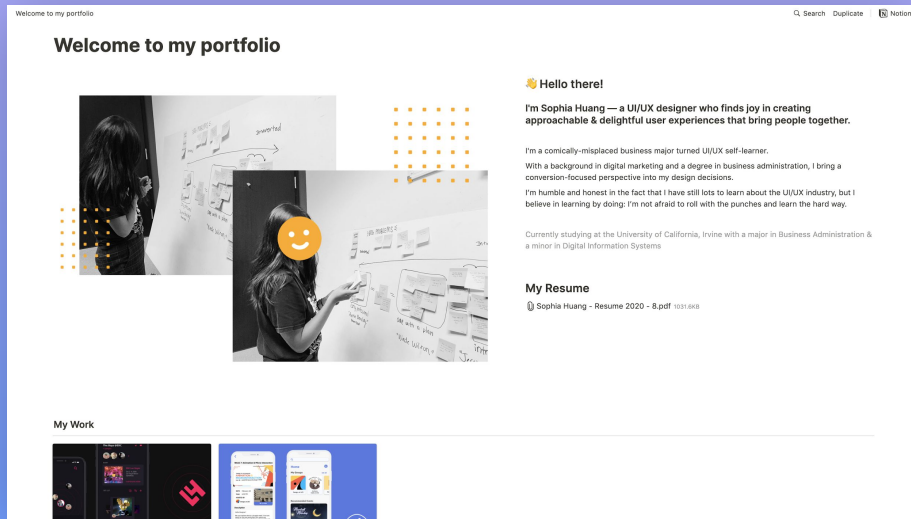 Welcome to my portfolio
Search Duplicate Notion
Welcome to my portfolio
👋 Hello there!
I'm Sophia Huang — a UI/UX designer who finds joy in creating
approachable & delightful user experiences that bring people together.
I'm a comically-misplaced business major turned UI/UX self-learner.
With a background in digital marketing and a degree in business administration, I bring a
conversion-focused perspective into my design decisions.
I'm humble and honest in the fact that I have still lots to learn about the UI/UX industry, but I
believe in learning by doing: I'm not afraid to roll with the punches and learn the hard way.
Currently studying at the University of California, Irvine with a major in Business Administration &
a minor in Digital Information Systems
My Resume
Sophia Huang - Resume 2020 - 8.pdf 1031.6KB
My Work